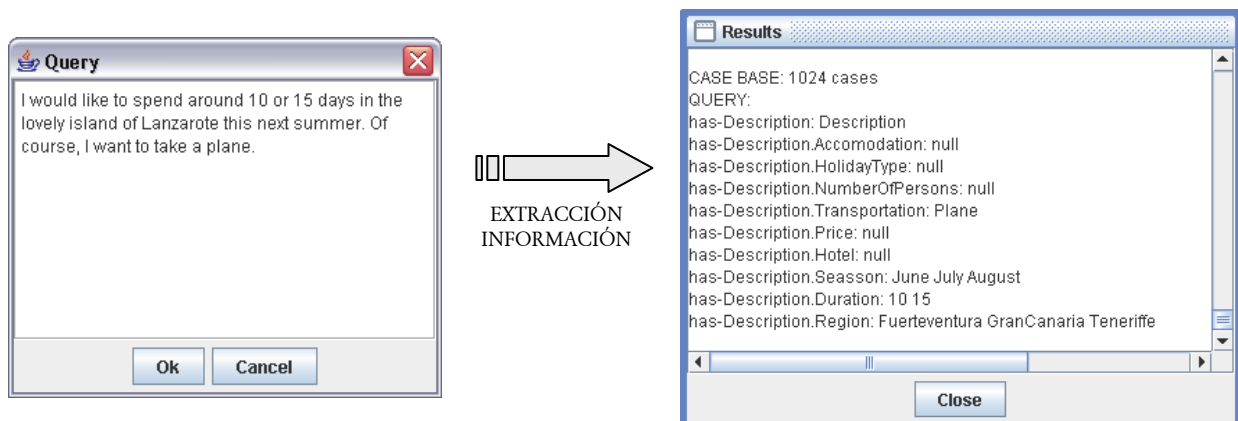 Query
I would like to spend around 10 or 15 days in the
lovely island of Lanzarote this next summer. Of
course, I want to take a plane.
Ok
Cancel
EXTRACCIÓN
INFORMACIÓN
Results
CASE BASE: 1024 cases
QUERY:
has-Description: Description
has-Description.Accomodation: null
has-Description.HolidayType: null
has-Description.NumberOfPersons: null
has-Description.Transportation: Plane
has-Description.Price: null
has-Description.Hotel: null
has-Description.Seasson: June July August
has-Description.Duration: 10 15
has-Description.Region: Fuerteventura GranCanaria Teneriffe
Close